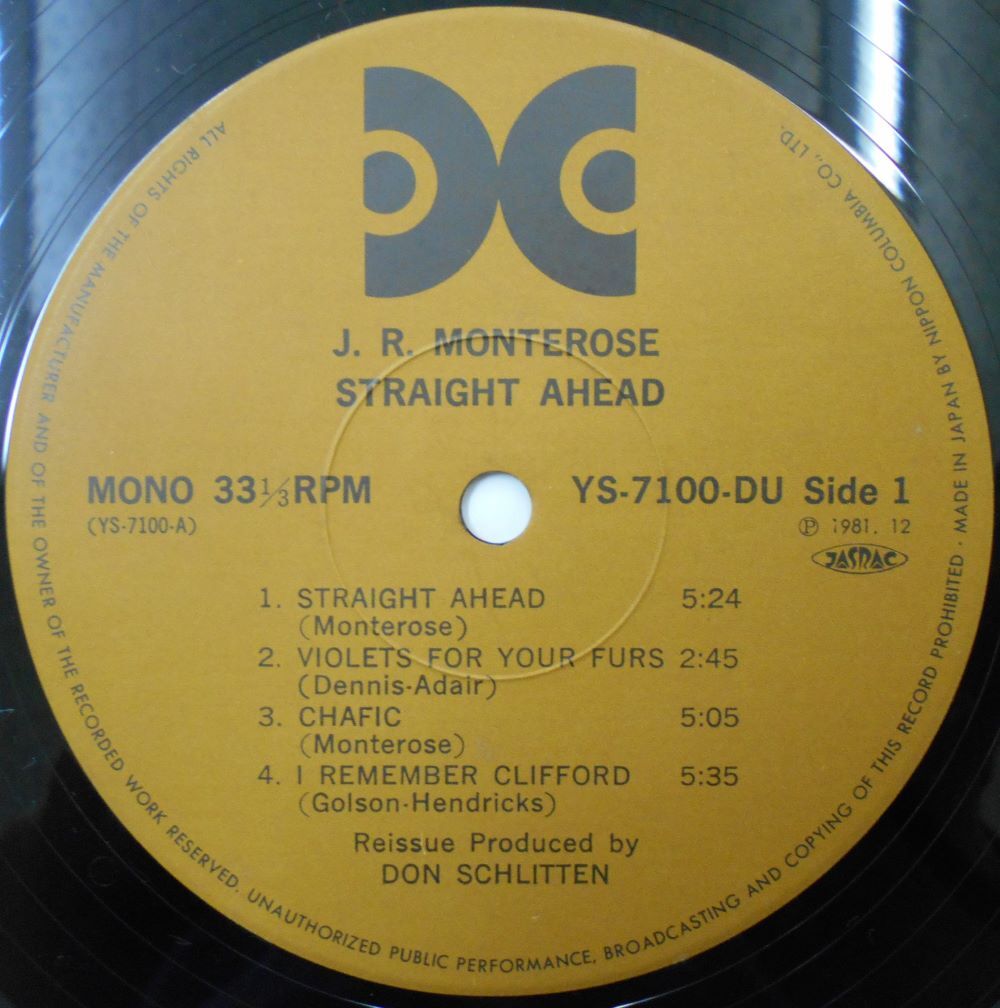 J. R. MONTEROSE
STRAIGHT AHEAD
MONO 33 1/3 RPM
(YS-7100-A)
YS-7100-DU Side 1
℗ 1981. 12
JASRAC
1. STRAIGHT AHEAD 5:24
(Monterose)
2. VIOLETS FOR YOUR FURS 2:45
(Dennis-Adair)
3. CHAFIC 5:05
(Monterose)
4. I REMEMBER CLIFFORD 5:35
(Golson-Hendricks)
Reissue Produced by
DON SCHLITTEN
ALL RIGHTS OF THE MANUFACTURER AND OF THE OWNER OF THE RECORDED WORK RESERVED. UNAUTHORIZED PUBLIC PERFORMANCE, BROADCASTING AND COPYING OF THIS RECORD PROHIBITED · MADE IN JAPAN BY NIPPON COLUMBIA CO., LTD.